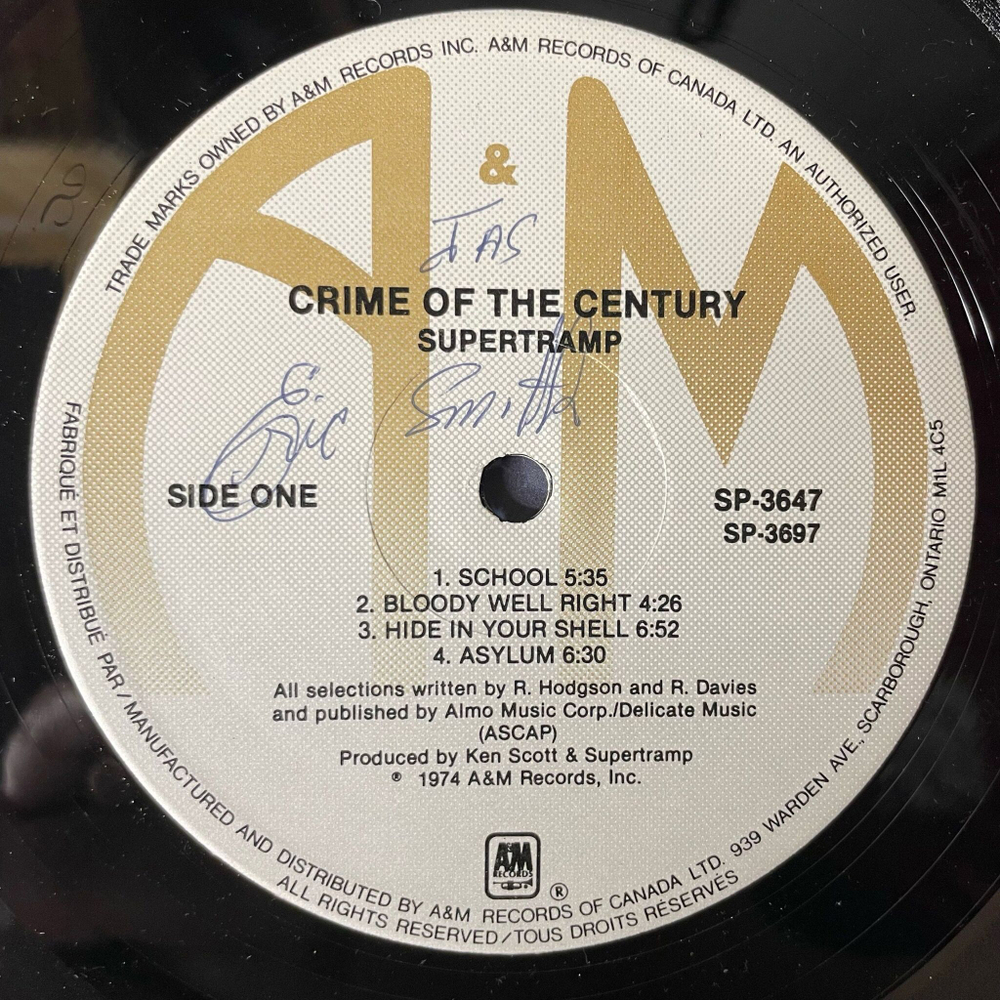 TRADE MARKS OWNED BY A&M RECORDS INC. A&M RECORDS OF CANADA LTD. AN AUTHORIZED USER.
&
CRIME OF THE CENTURY
SUPERTRAMP
Eric Smith
SIDE ONE
SP-3647
SP-3697
1. SCHOOL 5:35
2. BLOODY WELL RIGHT 4:26
3. HIDE IN YOUR SHELL 6:52
4. ASYLUM 6:30
All selections written by R. Hodgson and R. Davies
and published by Almo Music Corp./Delicate Music
(ASCAP)
Produced by Ken Scott & Supertramp
℗ 1974 A&M Records, Inc.
A&M
RECORDS
®
FABRIQUÉ ET DISTRIBUÉ PAR / MANUFACTURED AND DISTRIBUTED BY A&M RECORDS OF CANADA LTD. 939 WARDEN AVE., SCARBOROUGH, ONTARIO M1L 4C5
ALL RIGHTS RESERVED / TOUS DROITS RÉSERVÉS